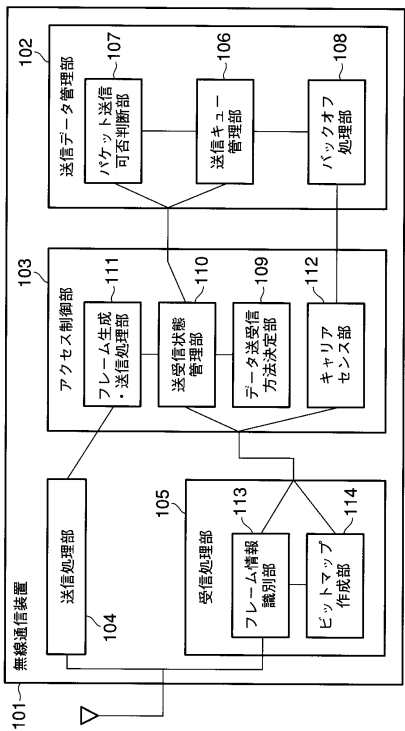 101
無線通信装置
102
送信データ管理部
107
パケット送信
可否判断部
106
送信キュー
管理部
108
バックオフ
処理部
103
アクセス制御部
111
フレーム生成
・送信処理部
110
送受信状態
管理部
109
データ送受信
方法決定部
112
キャリア
センス部
104
送信処理部
105
受信処理部
113
フレーム情報
識別部
114
ビットマップ
作成部